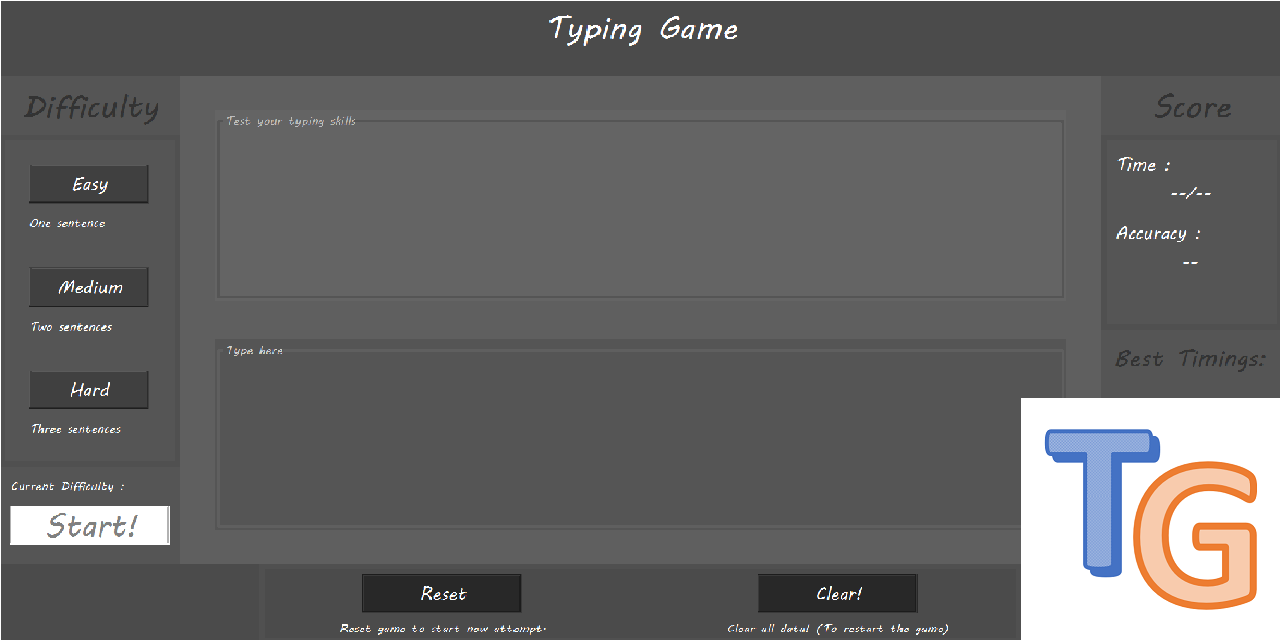 Typing Game
Difficulty
Easy
One sentence
Medium
Two sentences
Hard
Three sentences
Current Difficulty :
Start!
Test your typing skills
Type here
Score
Time :
--/--
Accuracy :
--
Best Timings:
Reset
Reset game to start new attempt.
Clear!
Clear all data! (To restart the game)
TG